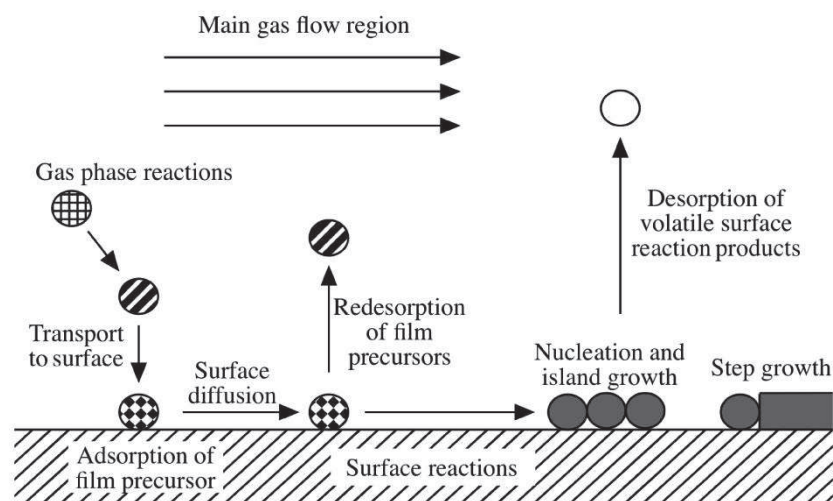 Main gas flow region
Gas phase reactions
Desorption of
volatile surface
reaction products
Transport
to surface
Redesorption
of film
precursors
Surface
diffusion
Nucleation and
island growth
Step growth
Adsorption of
film precursor
Surface reactions